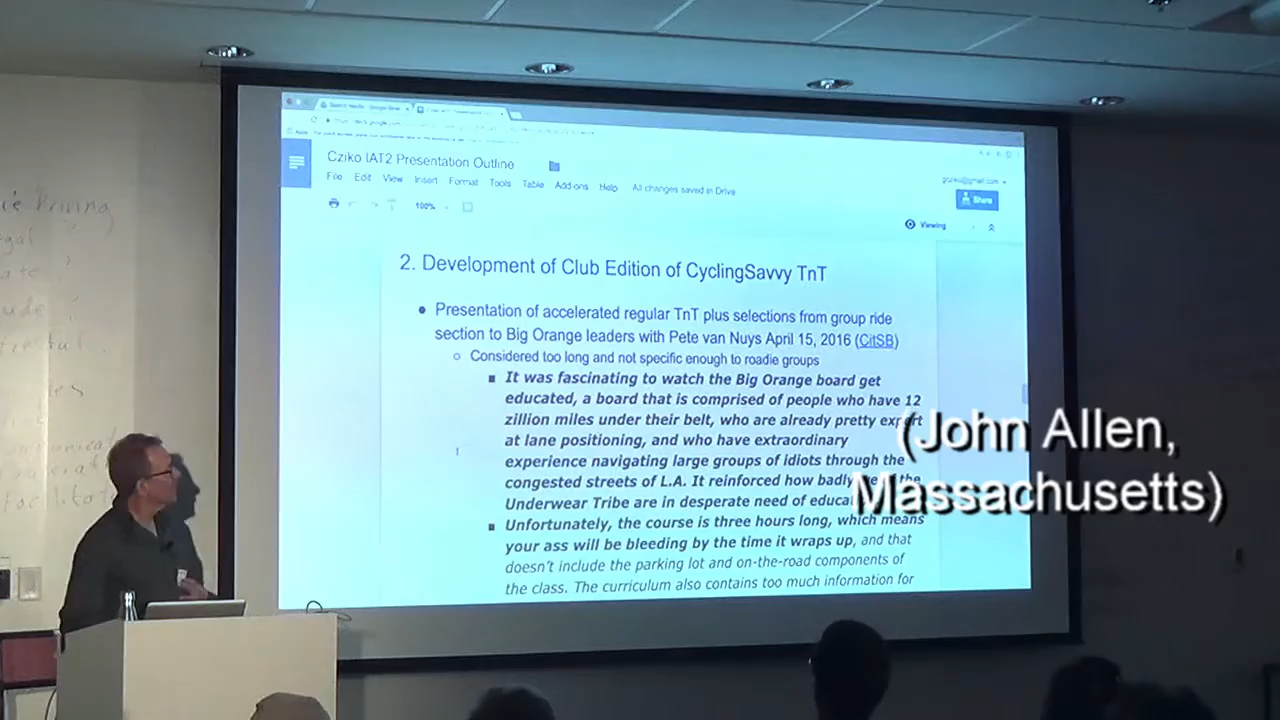 Cziko IAT2 Presentation Outline
File Edit View Insert Format Tools Table Add-ons Help All changes saved in Drive
Share
100%
Viewing
2. Development of Club Edition of CyclingSavvy TnT
Presentation of accelerated regular TnT plus selections from group ride
section to Big Orange leaders with Pete van Nuys April 15, 2016 (CitSB)
Considered too long and not specific enough to roadie groups
It was fascinating to watch the Big Orange board get
educated, a board that is comprised of people who have 12
zillion miles under their belt, who are already pretty expert
at lane positioning, and who have extraordinary
experience navigating large groups of idiots through the
congested streets of L.A. It reinforced how badly the
Underwear Tribe are in desperate need of
Unfortunately, the course is three hours long, which means
your ass will be bleeding by the time it wraps up, and that
doesn't include the parking lot and on-the-road components of
the class. The curriculum also contains too much information for
(John Allen,
Massachusetts)